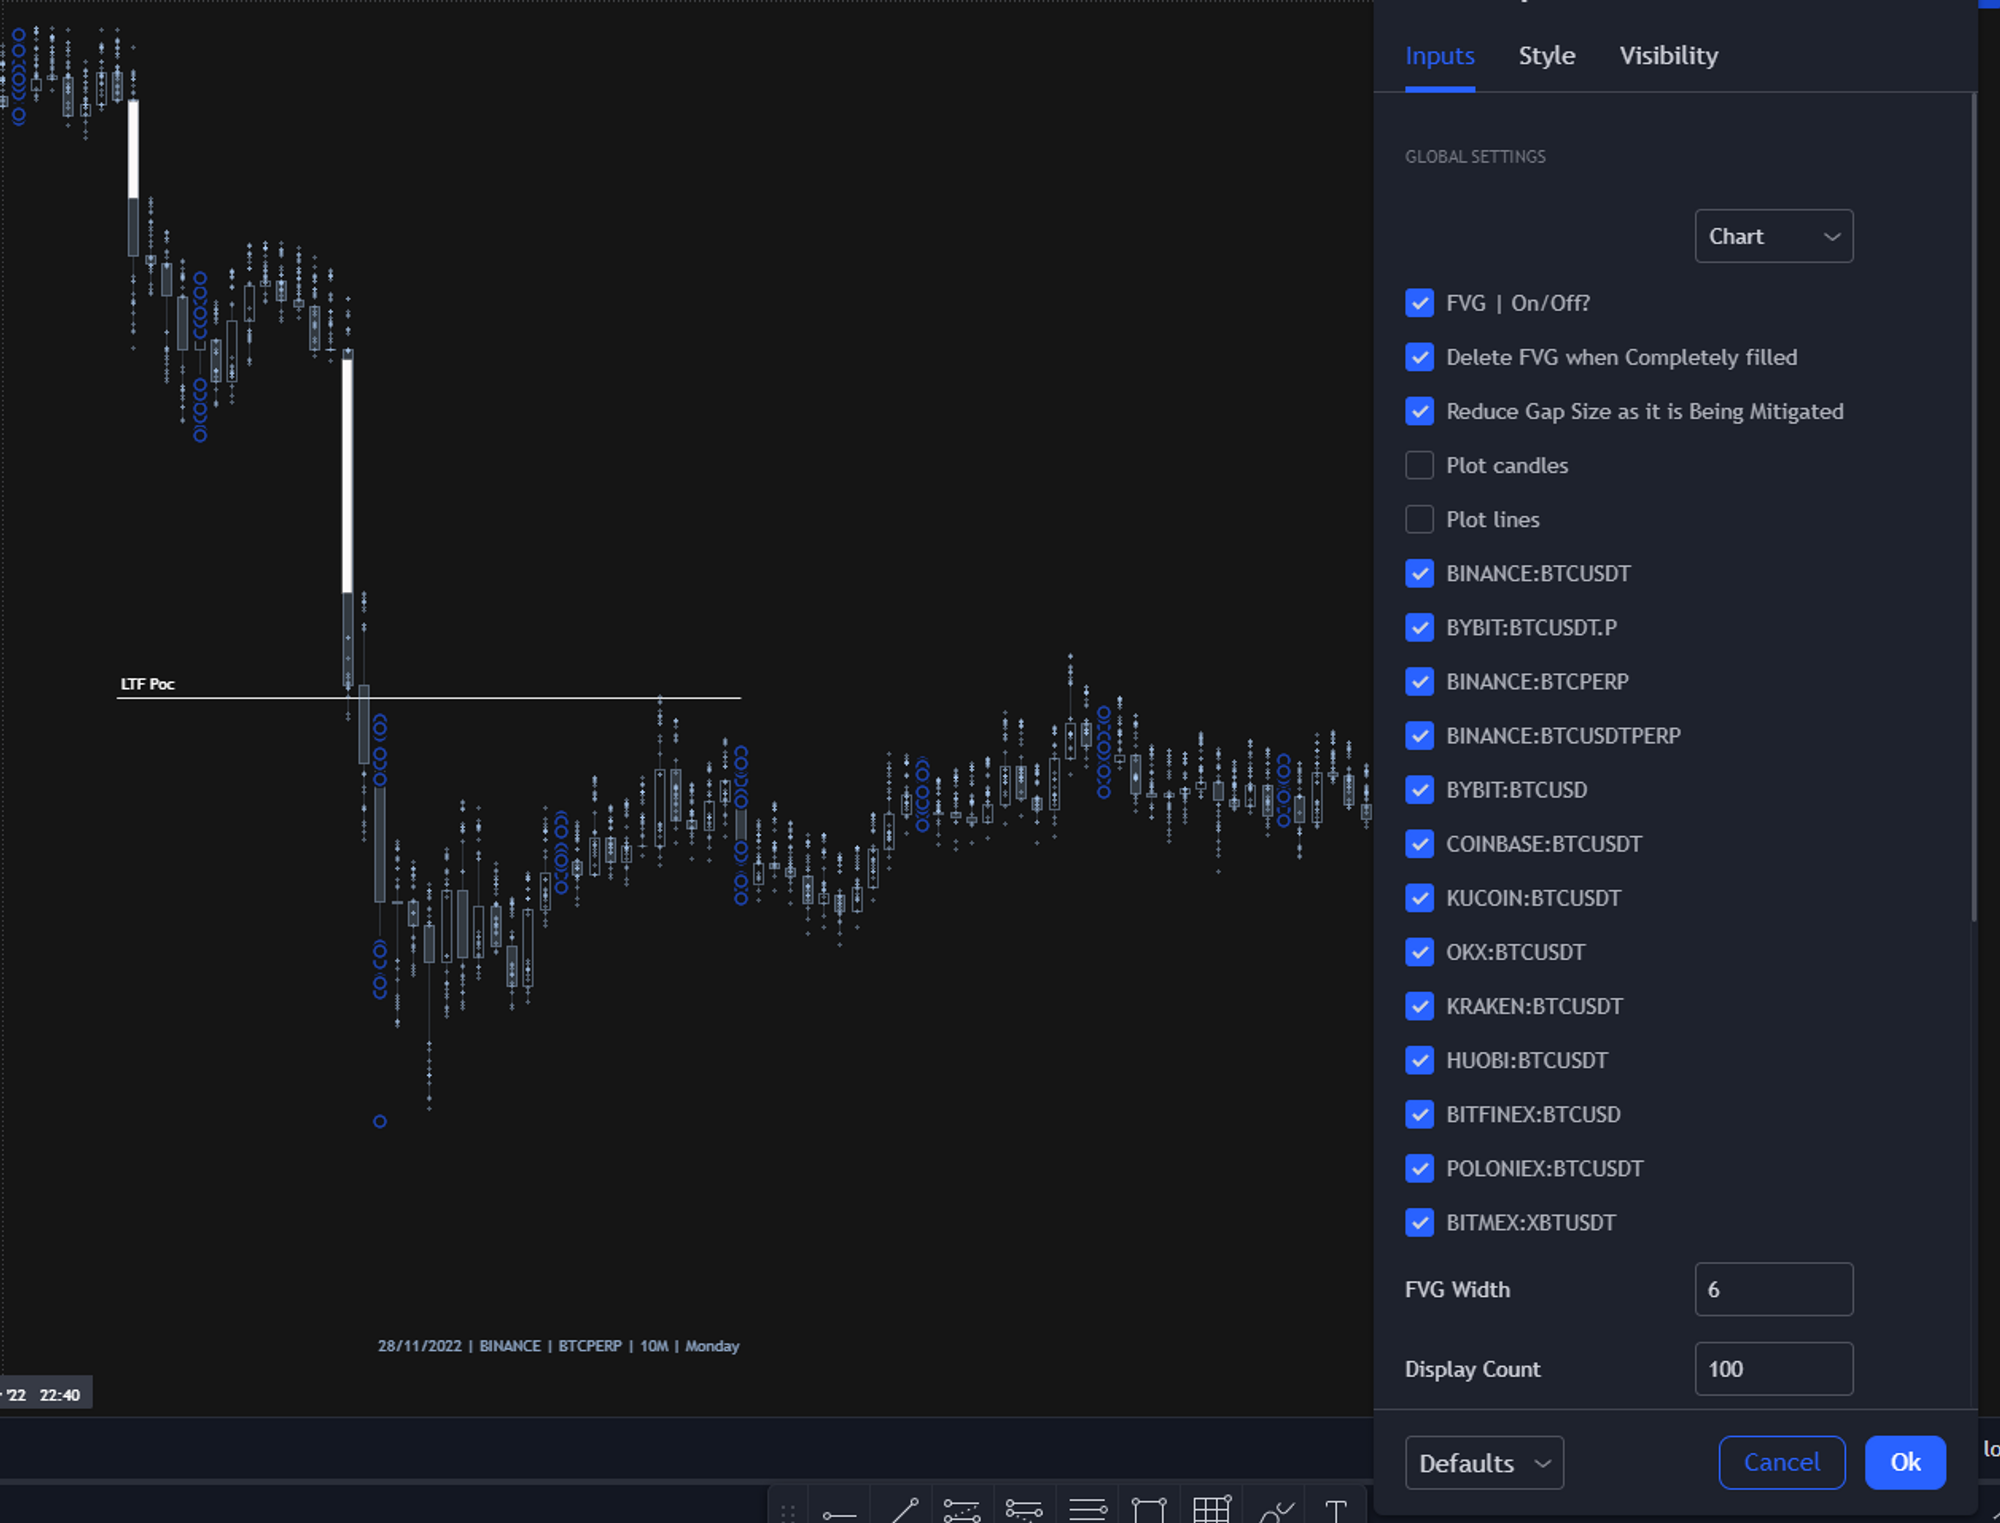 Inputs Style Visibility
GLOBAL SETTINGS
Chart
FVG | On/Off?
Delete FVG when Completely filled
Reduce Gap Size as it is Being Mitigated
Plot candles
Plot lines
BINANCE:BTCUSDT
BYBIT:BTCUSDT.P
BINANCE:BTCPERP
BINANCE:BTCUSDTPERP
BYBIT:BTCUSD
COINBASE:BTCUSDT
KUCOIN:BTCUSDT
OKX:BTCUSDT
KRAKEN:BTCUSDT
HUOBI:BTCUSDT
BITFINEX:BTCUSD
POLONIEX:BTCUSDT
BITMEX:XBTUSDT
FVG Width 6
Display Count 100
Defaults Cancel Ok
LTF Poc
28/11/2022 | BINANCE | BTCPERP | 10M | Monday
'22 22:40
T